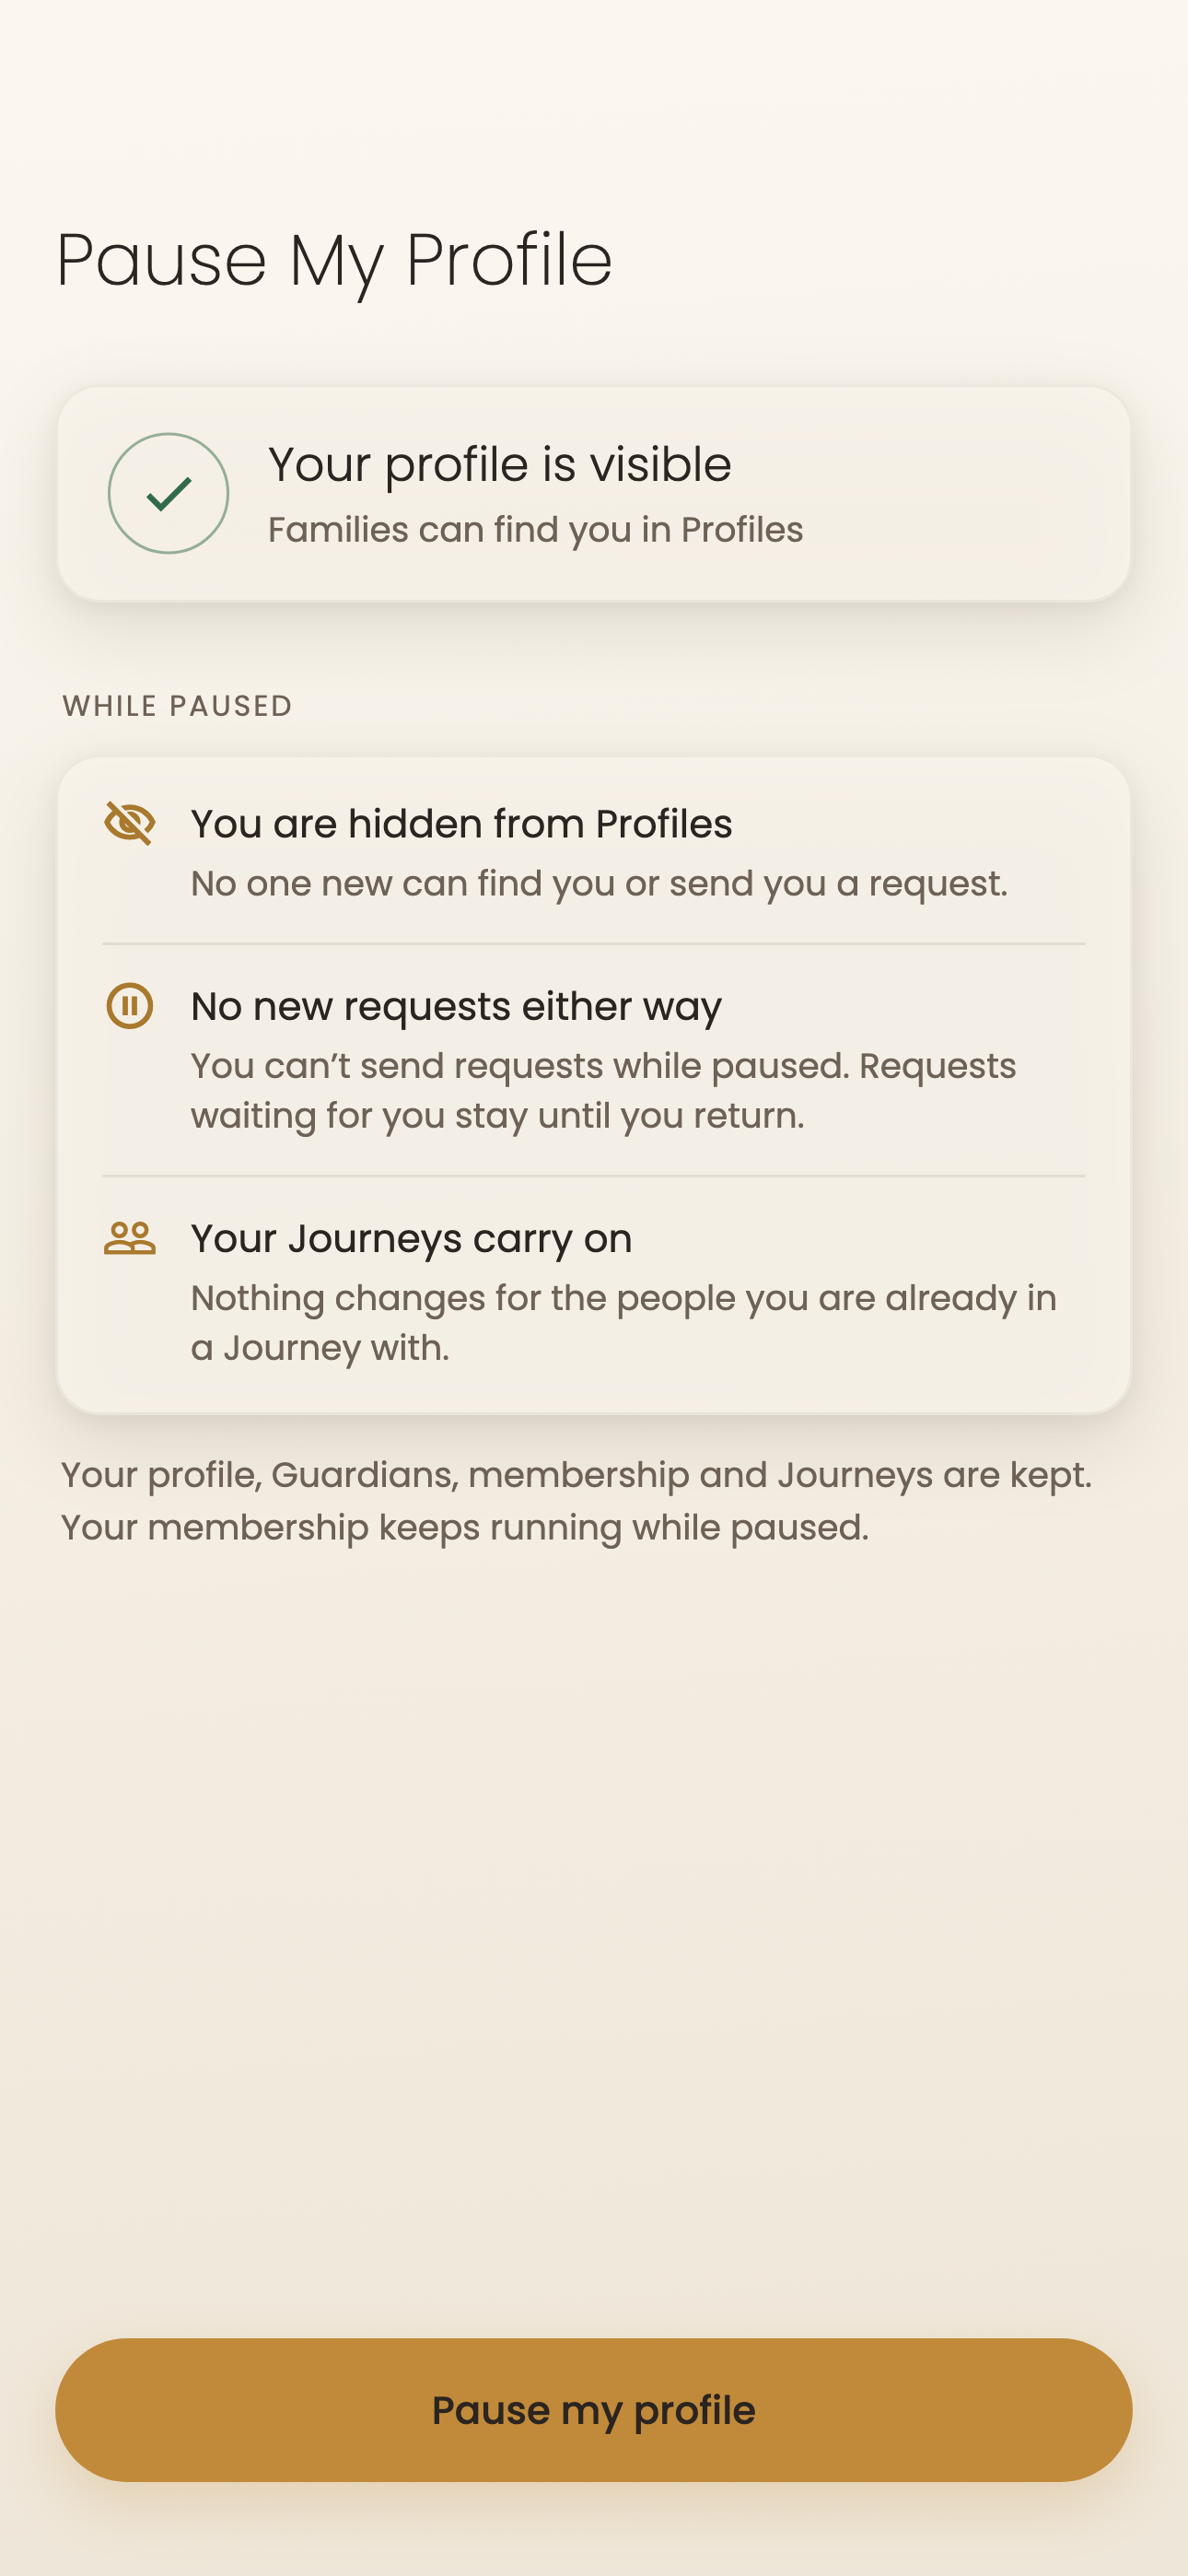 Pause My Profile
Your profile is visible
Families can find you in Profiles
WHILE PAUSED
You are hidden from Profiles
No one new can find you or send you a request.
No new requests either way
You can’t send requests while paused. Requests
waiting for you stay until you return.
Your Journeys carry on
Nothing changes for the people you are already in
a Journey with.
Your profile, Guardians, membership and Journeys are kept.
Your membership keeps running while paused.
Pause my profile